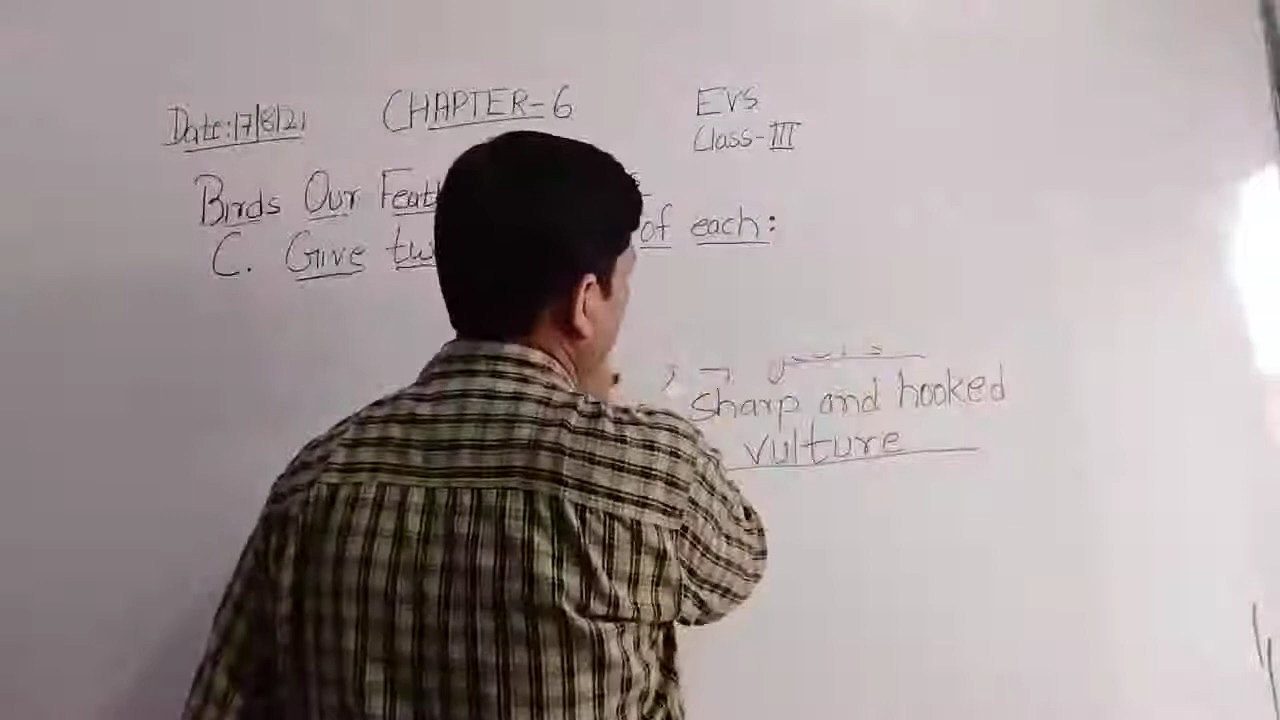 Date:17/8/21 CHAPTER-6 EVS
Class-III
Birds Our Feath
C. Give tw of each:
sharp and hooked
vulture